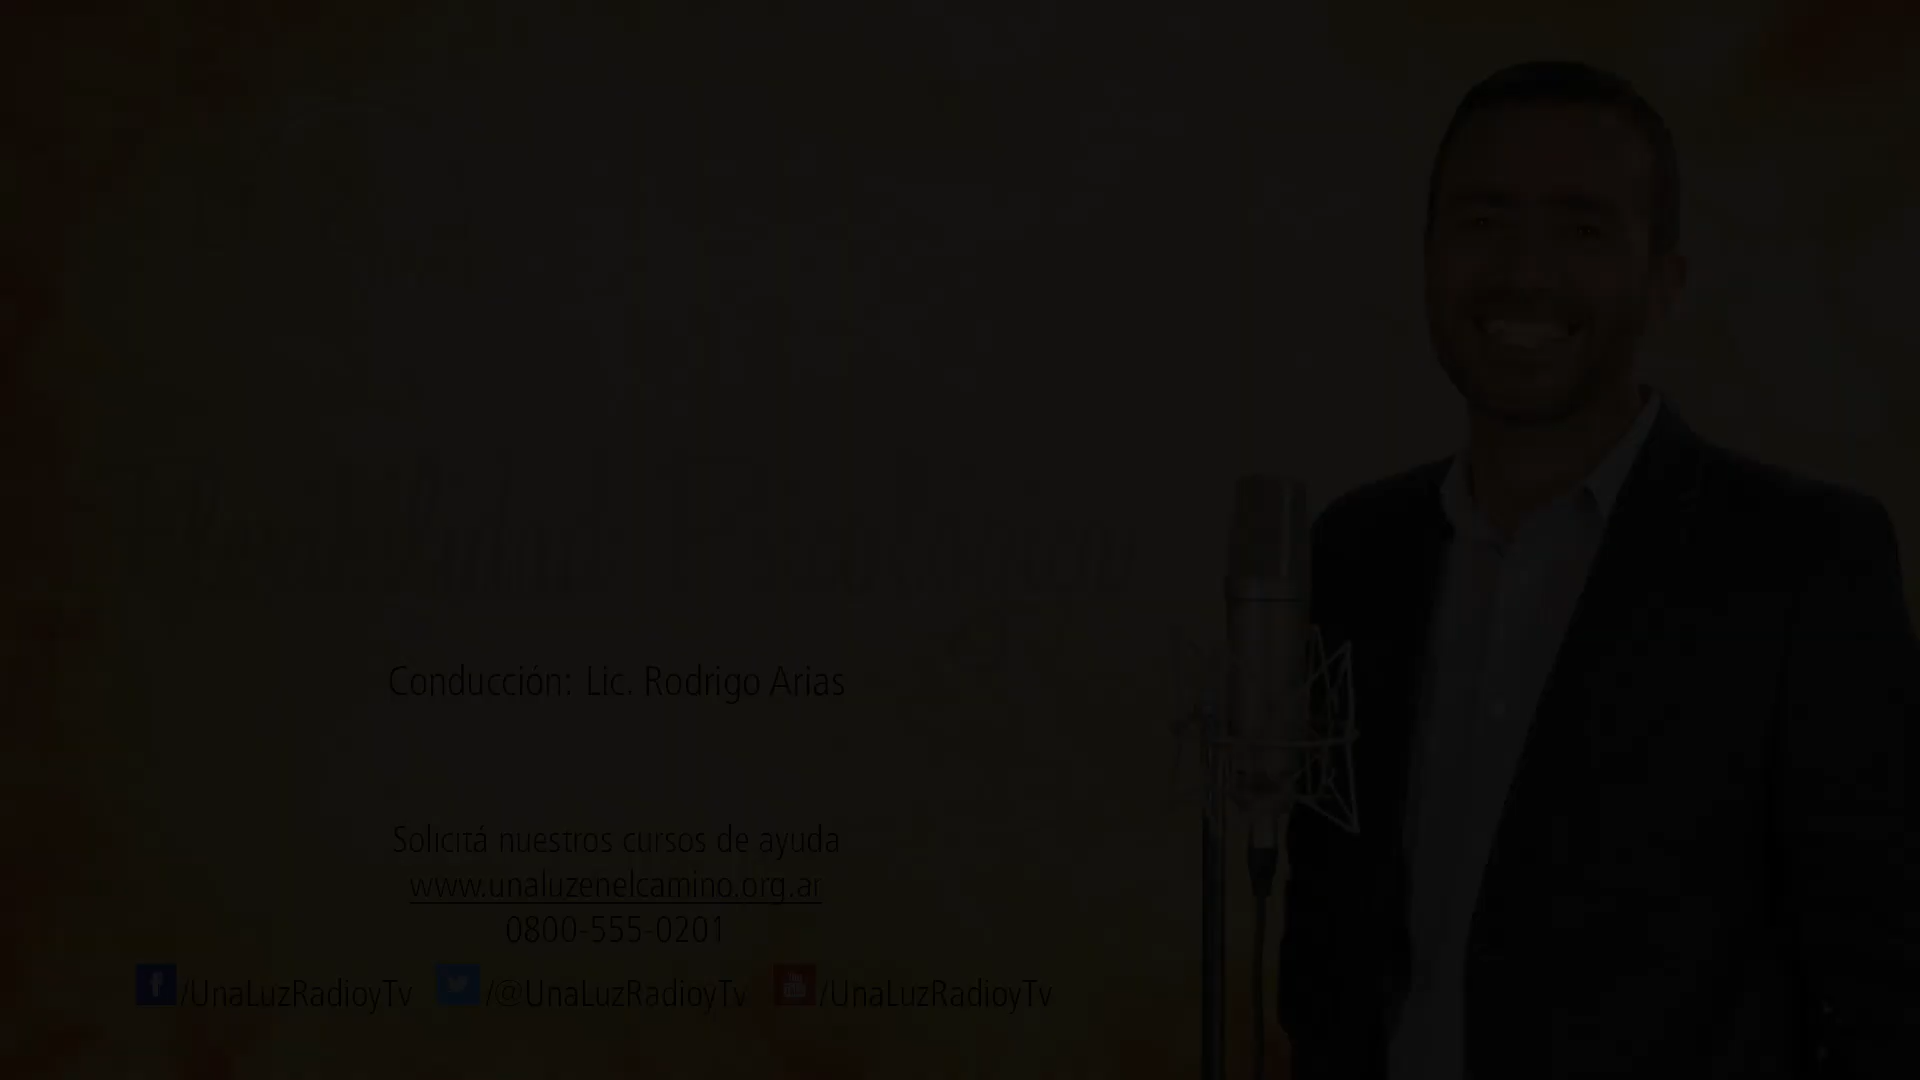 Conducción: Lic. Rodrigo Arias
Solicitá nuestros cursos de ayuda
www.unaluzenelcamino.org.ar
0800-555-0201
/UnaLuzRadioyTv /@UnaLuzRadioyTv /UnaLuzRadioyTv